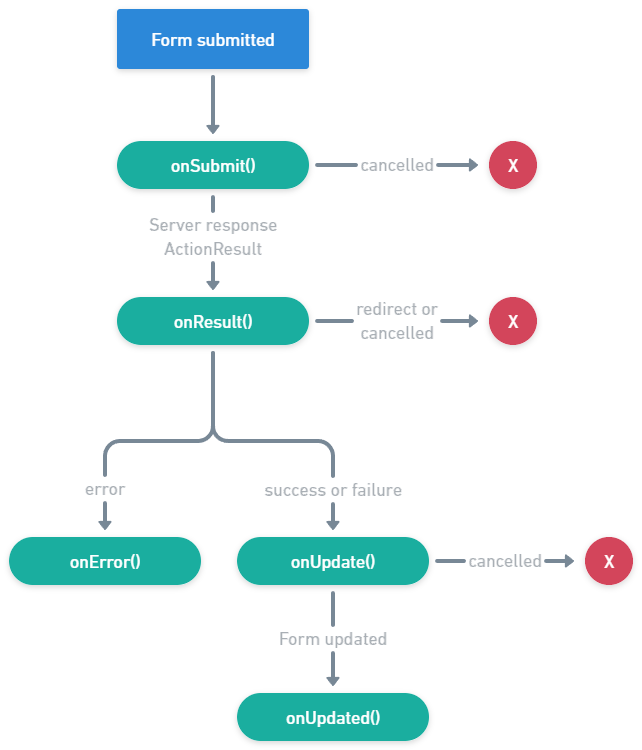 Form submitted
onSubmit()
cancelled
X
Server response
ActionResult
onResult()
redirect or
cancelled
X
error
success or failure
onError()
onUpdate()
cancelled
X
Form updated
onUpdated()